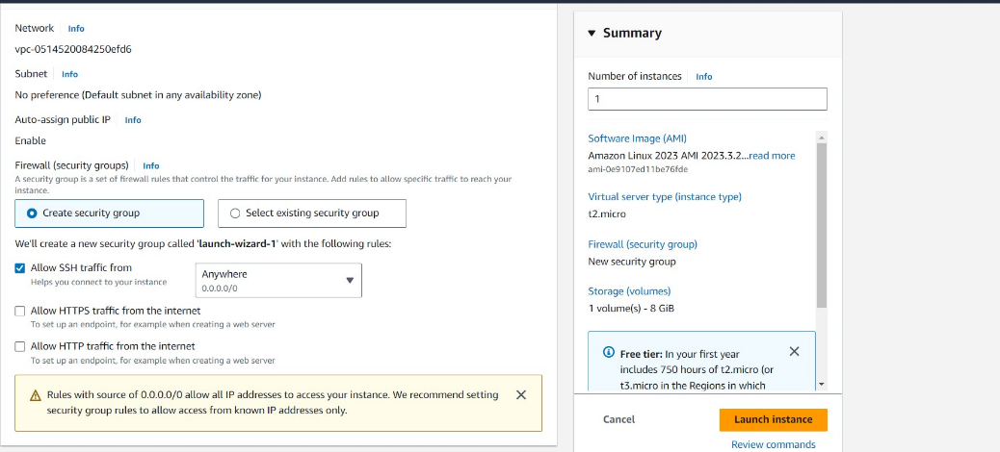 Network Info
vpc-0514520084250efd6
Subnet Info
No preference (Default subnet in any availability zone)
Auto-assign public IP Info
Enable
Firewall (security groups) Info
A security group is a set of firewall rules that control the traffic for your instance. Add rules to allow specific traffic to reach your
instance.
Create security group
Select existing security group
We'll create a new security group called 'launch-wizard-1' with the following rules:
Allow SSH traffic from
Helps you connect to your instance
Anywhere
0.0.0.0/0
Allow HTTPS traffic from the internet
To set up an endpoint, for example when creating a web server
Allow HTTP traffic from the internet
To set up an endpoint, for example when creating a web server
Rules with source of 0.0.0.0/0 allow all IP addresses to access your instance. We recommend setting
security group rules to allow access from known IP addresses only.
Summary
Number of instances Info
1
Software Image (AMI)
Amazon Linux 2023 AMI 2023.3.2...read more
ami-0e9107ed11be76fde
Virtual server type (instance type)
t2.micro
Firewall (security group)
New security group
Storage (volumes)
1 volume(s) - 8 GiB
Free tier: In your first year
includes 750 hours of t2.micro (or
t3.micro in the Regions in which
Cancel
Launch instance
Review commands